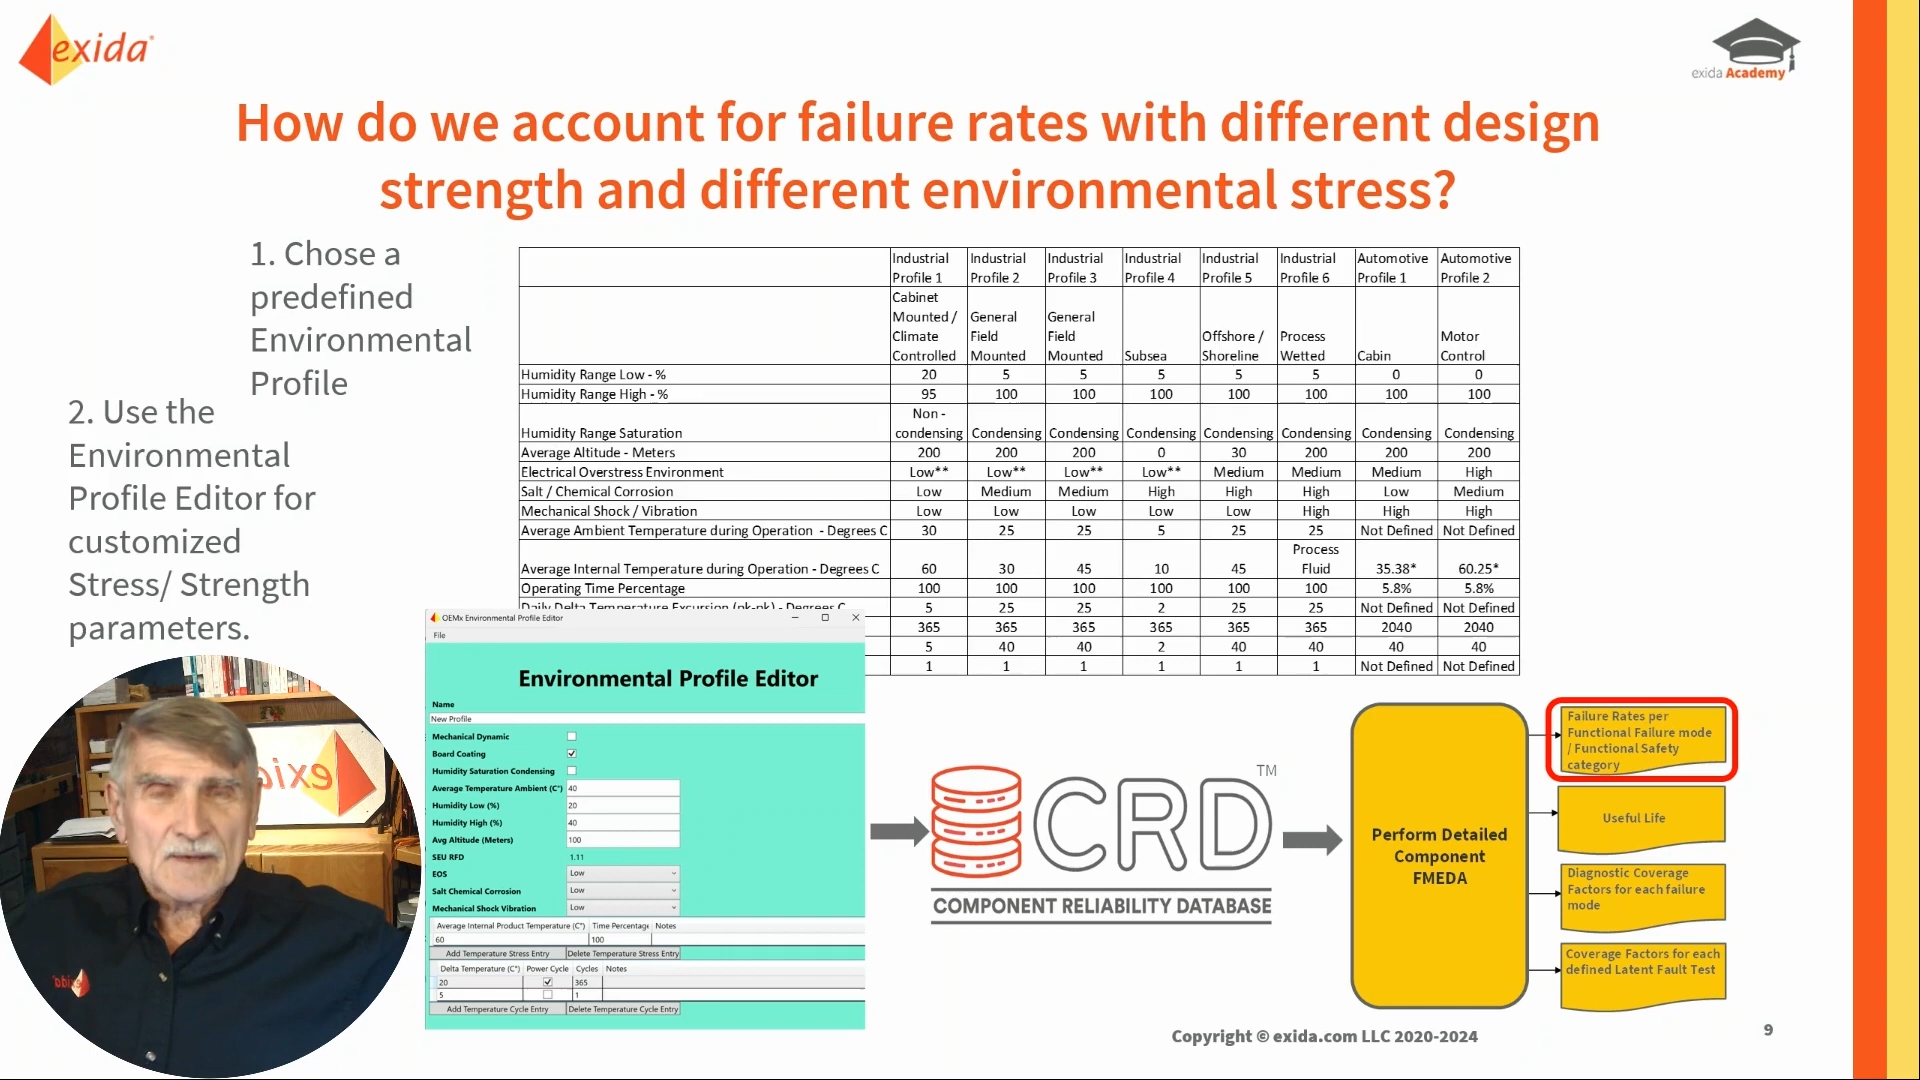 exida
exida Academy
How do we account for failure rates with different design
strength and different environmental stress?
1. Chose a
predefined
Environmental
Profile
2. Use the
Environmental
Profile Editor for
customized
Stress/ Strength
parameters.
Industrial Profile 1 Industrial Profile 2 Industrial Profile 3 Industrial Profile 4 Industrial Profile 5 Industrial Profile 6 Automotive Profile 1 Automotive Profile 2
Cabinet Mounted / Climate Controlled General Field Mounted General Field Mounted Subsea Offshore / Shoreline Process Wetted Cabin Motor Control
Humidity Range Low - % 20 5 5 5 5 5 0 0
Humidity Range High - % 95 100 100 100 100 100 100 100
Humidity Range Saturation Non - condensing Condensing Condensing Condensing Condensing Condensing Condensing Condensing
Average Altitude - Meters 200 200 200 0 30 200 200 200
Electrical Overstress Environment Low** Low** Low** Low** Medium Medium Medium High
Salt / Chemical Corrosion Low Medium Medium High High High Low Medium
Mechanical Shock / Vibration Low Low Low Low Low High High High
Average Ambient Temperature during Operation - Degrees C 30 25 25 5 25 25 Not Defined Not Defined
Average Internal Temperature during Operation - Degrees C 60 30 45 10 45 Process Fluid 35.38* 60.25*
Operating Time Percentage 100 100 100 100 100 100 5.8% 5.8%
Daily Delta Temperature Excursion (pk-pk) - Degrees C 5 25 25 2 25 25 Not Defined Not Defined
365 365 365 365 365 365 2040 2040
5 40 40 2 40 40 40 40
1 1 1 1 1 1 Not Defined Not Defined
OEMx Environmental Profile Editor
File
Environmental Profile Editor
Name
New Profile
Mechanical Dynamic
Board Coating
Humidity Saturation Condensing
Average Temperature Ambient (C°) 40
Humidity Low (%) 20
Humidity High (%) 40
Avg Altitude (Meters) 100
SEU RFD 1.11
EOS Low
Salt Chemical Corrosion Low
Mechanical Shock Vibration Low
Average Internal Product Temperature (C°) Time Percentage Notes
60 100
Add Temperature Stress Entry Delete Temperature Stress Entry
Delta Temperature (C°) Power Cycle Cycles Notes
20 365
5 1
Add Temperature Cycle Entry Delete Temperature Cycle Entry
CRD TM
COMPONENT RELIABILITY DATABASE
Perform Detailed
Component
FMEDA
Failure Rates per
Functional Failure mode
/ Functional Safety
category
Useful Life
Diagnostic Coverage
Factors for each failure
mode
Coverage Factors for each
defined Latent Fault Test
exida
exida
Copyright © exida.com LLC 2020-2024
9